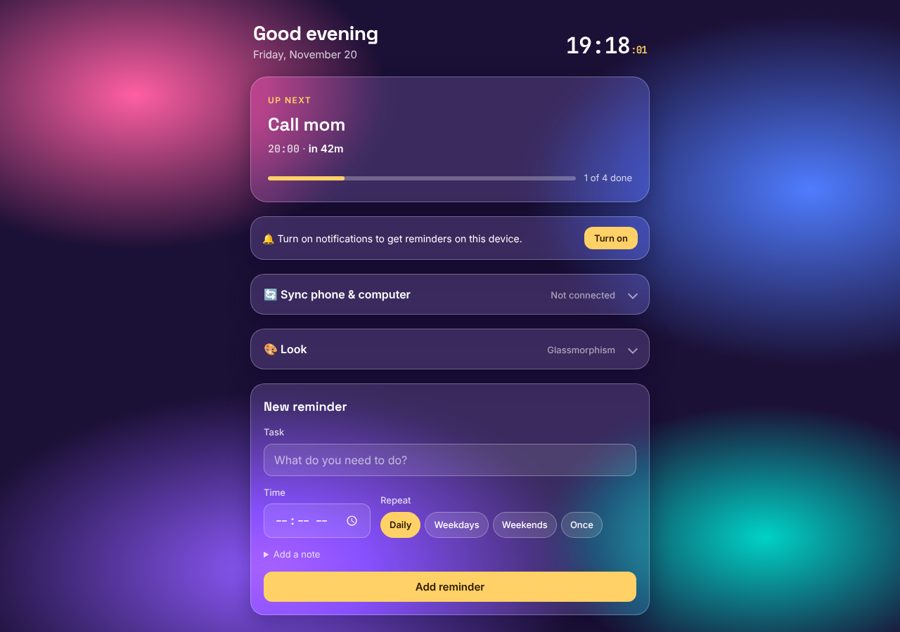 Good evening
Friday, November 20
19:18:01
UP NEXT
Call mom
20:00 · in 42m
1 of 4 done
🔔 Turn on notifications to get reminders on this device.
Turn on
🔄 Sync phone & computer
Not connected
🎨 Look
Glassmorphism
New reminder
Task
What do you need to do?
Time
Repeat
--:-- --
Daily Weekdays Weekends Once
Add a note
Add reminder